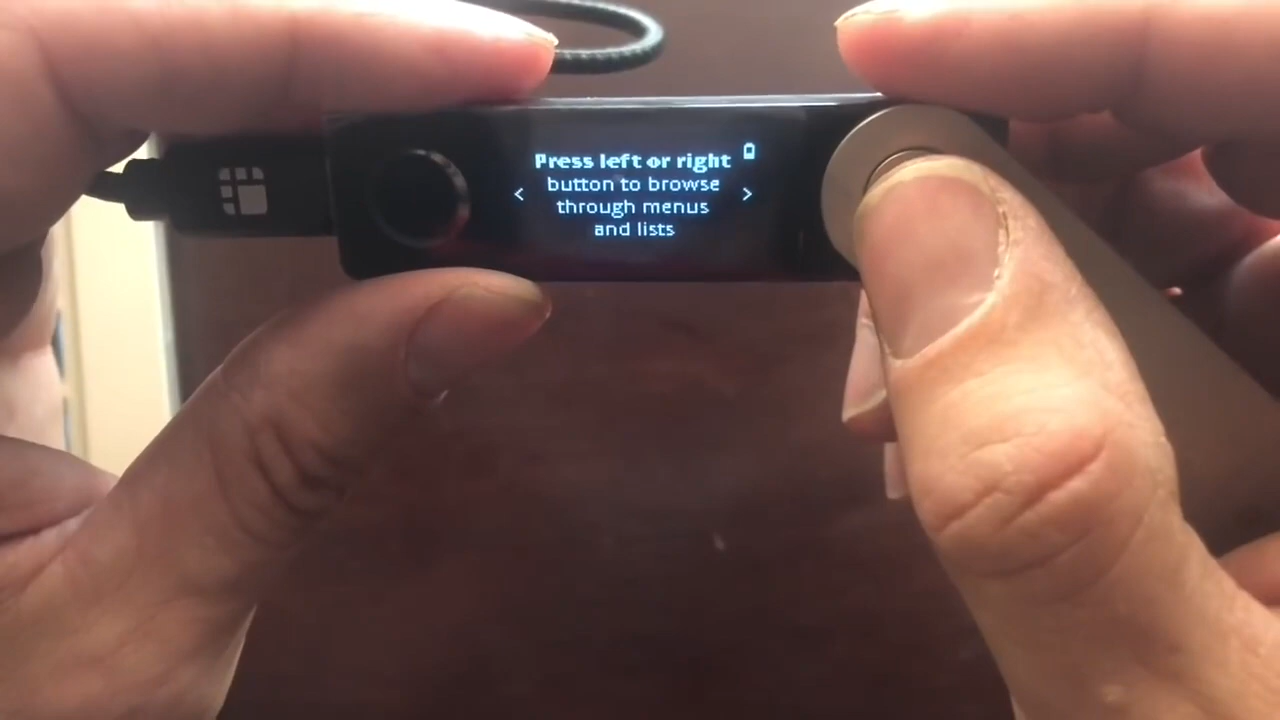 Press left or right
< button to browse >
through menus
and lists